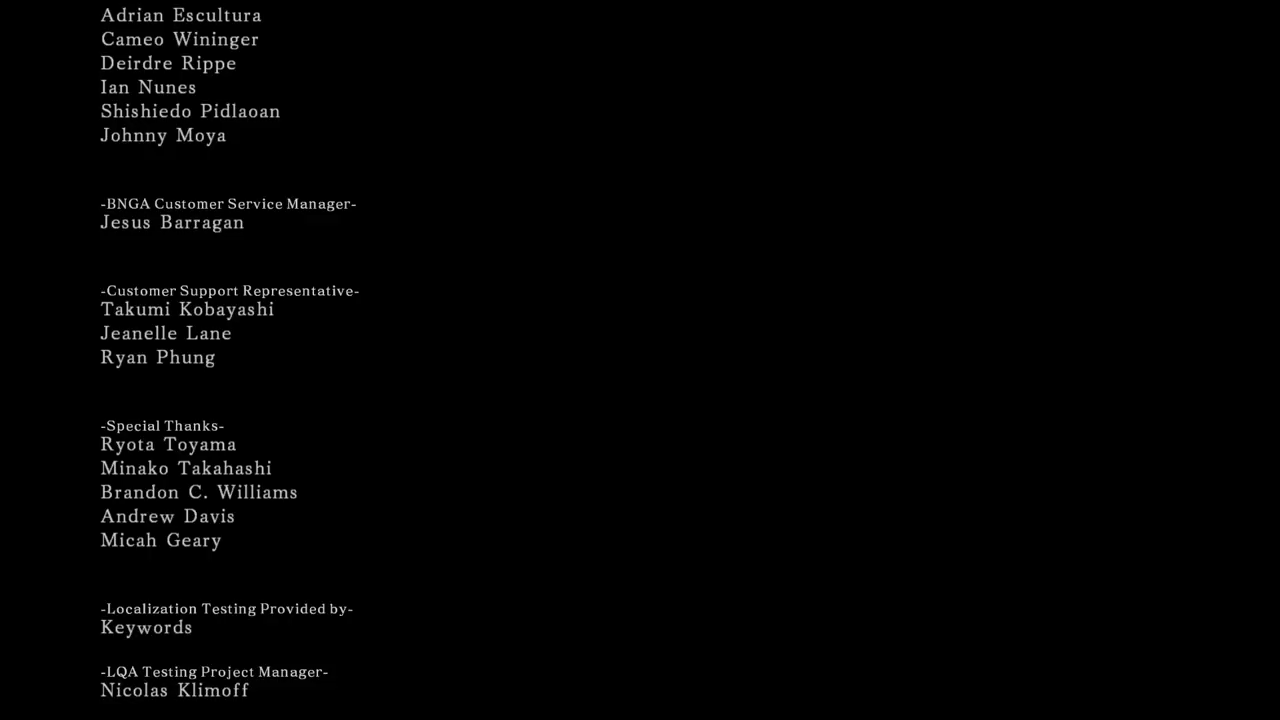 Adrian Escultura
Cameo Wininger
Deirdre Rippe
Ian Nunes
Shishiedo Pidlaoan
Johnny Moya
-BNGA Customer Service Manager-
Jesus Barragan
-Customer Support Representative-
Takumi Kobayashi
Jeanelle Lane
Ryan Phung
-Special Thanks-
Ryota Toyama
Minako Takahashi
Brandon C. Williams
Andrew Davis
Micah Geary
-Localization Testing Provided by-
Keywords
-LQA Testing Project Manager-
Nicolas Klimoff